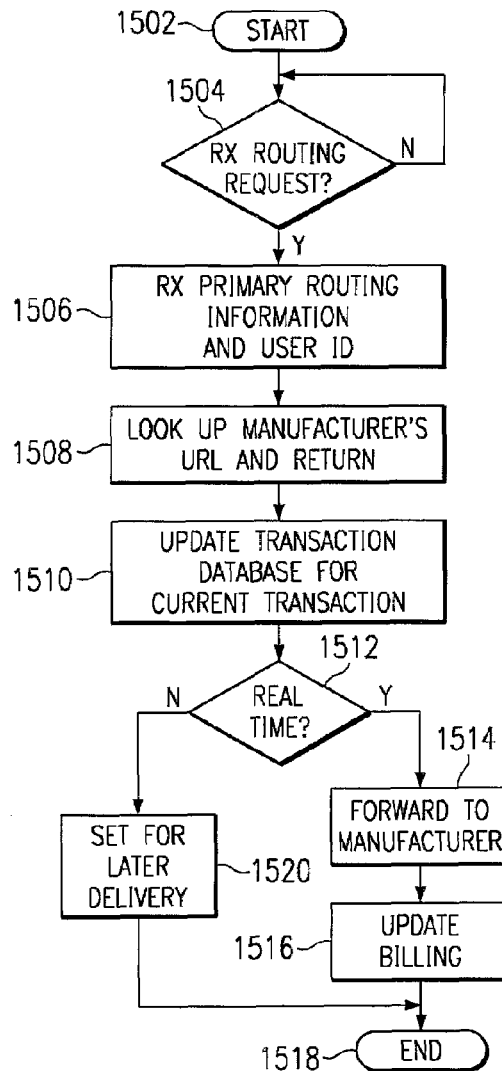 1502
START
1504
RX ROUTING
REQUEST?
N
Y
1506
RX PRIMARY ROUTING
INFORMATION
AND USER ID
1508
LOOK UP MANUFACTURER'S
URL AND RETURN
1510
UPDATE TRANSACTION
DATABASE FOR
CURRENT TRANSACTION
1512
N
REAL
TIME?
Y
1514
FORWARD TO
MANUFACTURER
SET FOR
LATER
DELIVERY
1520
1516
UPDATE
BILLING
1518
END